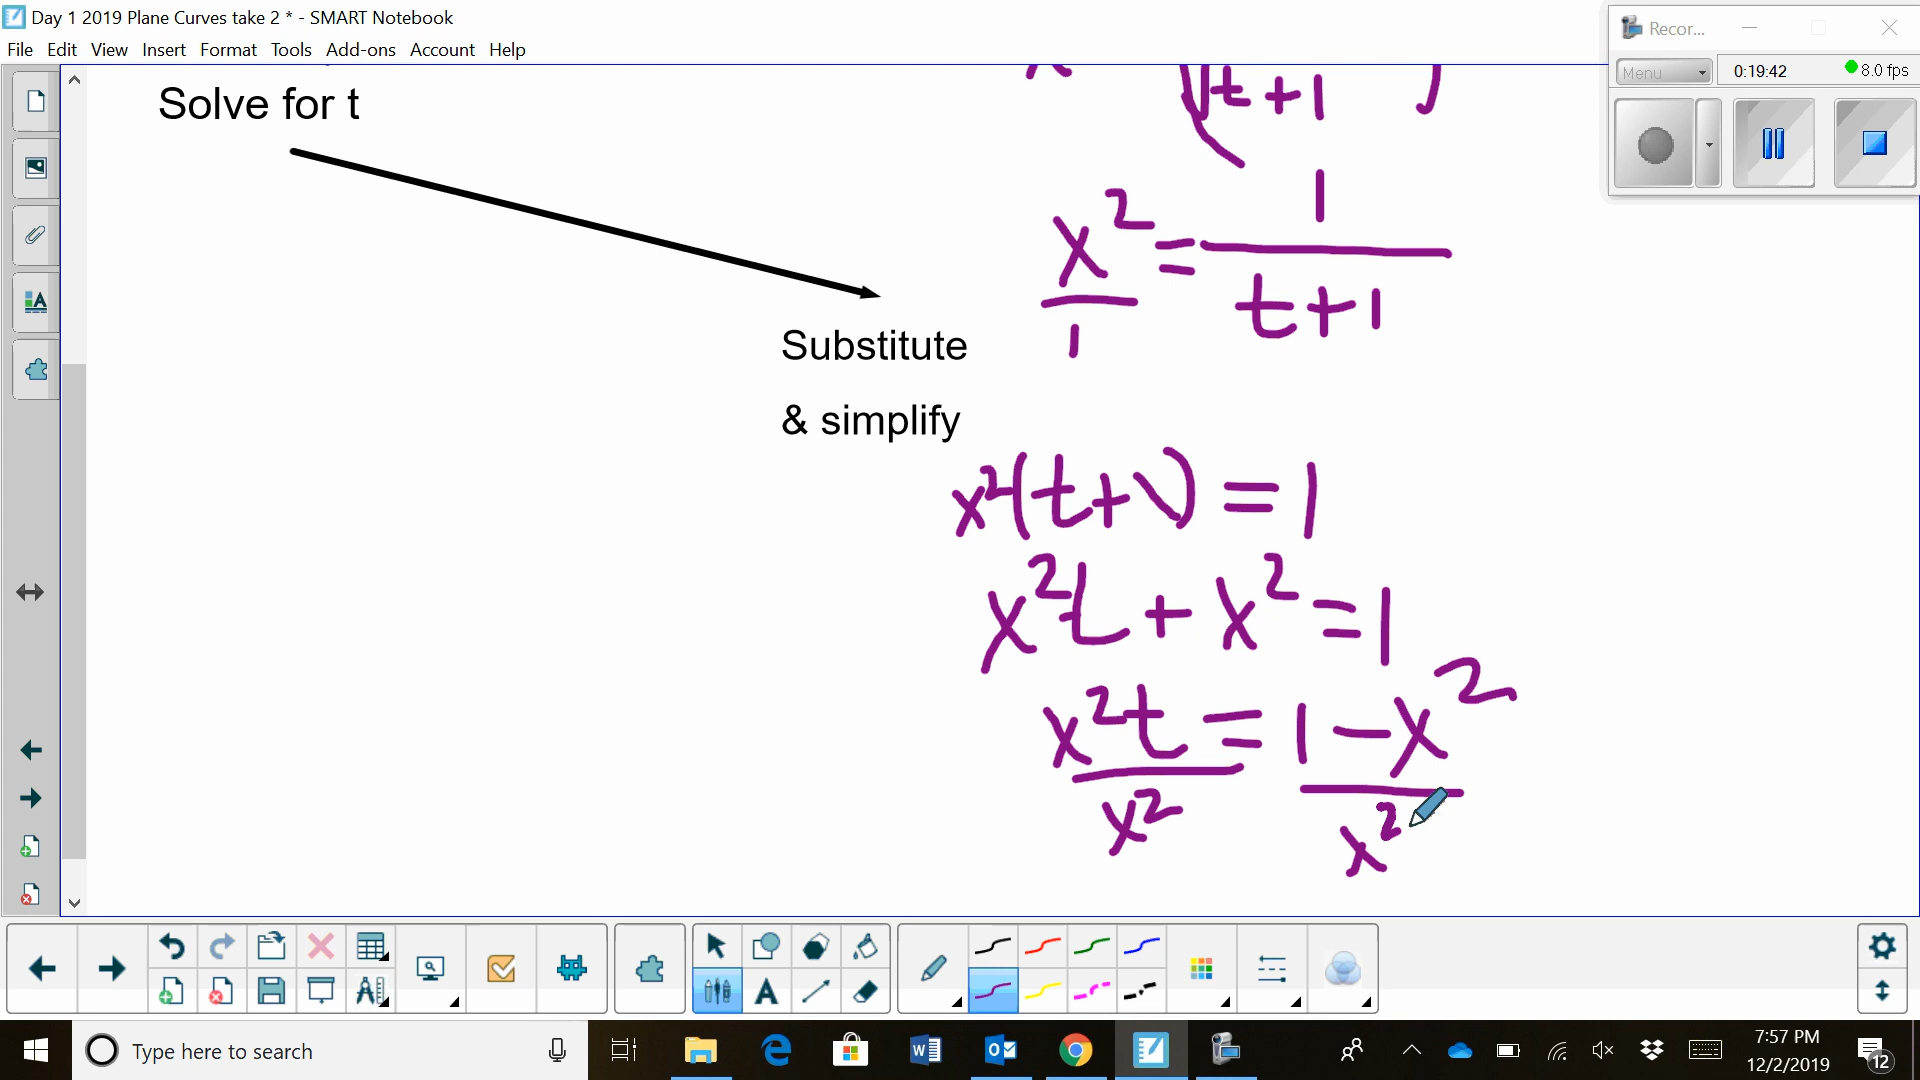 Day 1 2019 Plane Curves take 2 * - SMART Notebook
File Edit View Insert Format Tools Add-ons Account Help
Recor...
Menu
0:19:42
8.0 fps
Solve for t
√t+1
x² = 1/(t+1)
1
Substitute
& simplify
x²(t+1) = 1
x²t + x² = 1
x²t = 1 - x²
x² x²
Type here to search
7:57 PM
12/2/2019
12